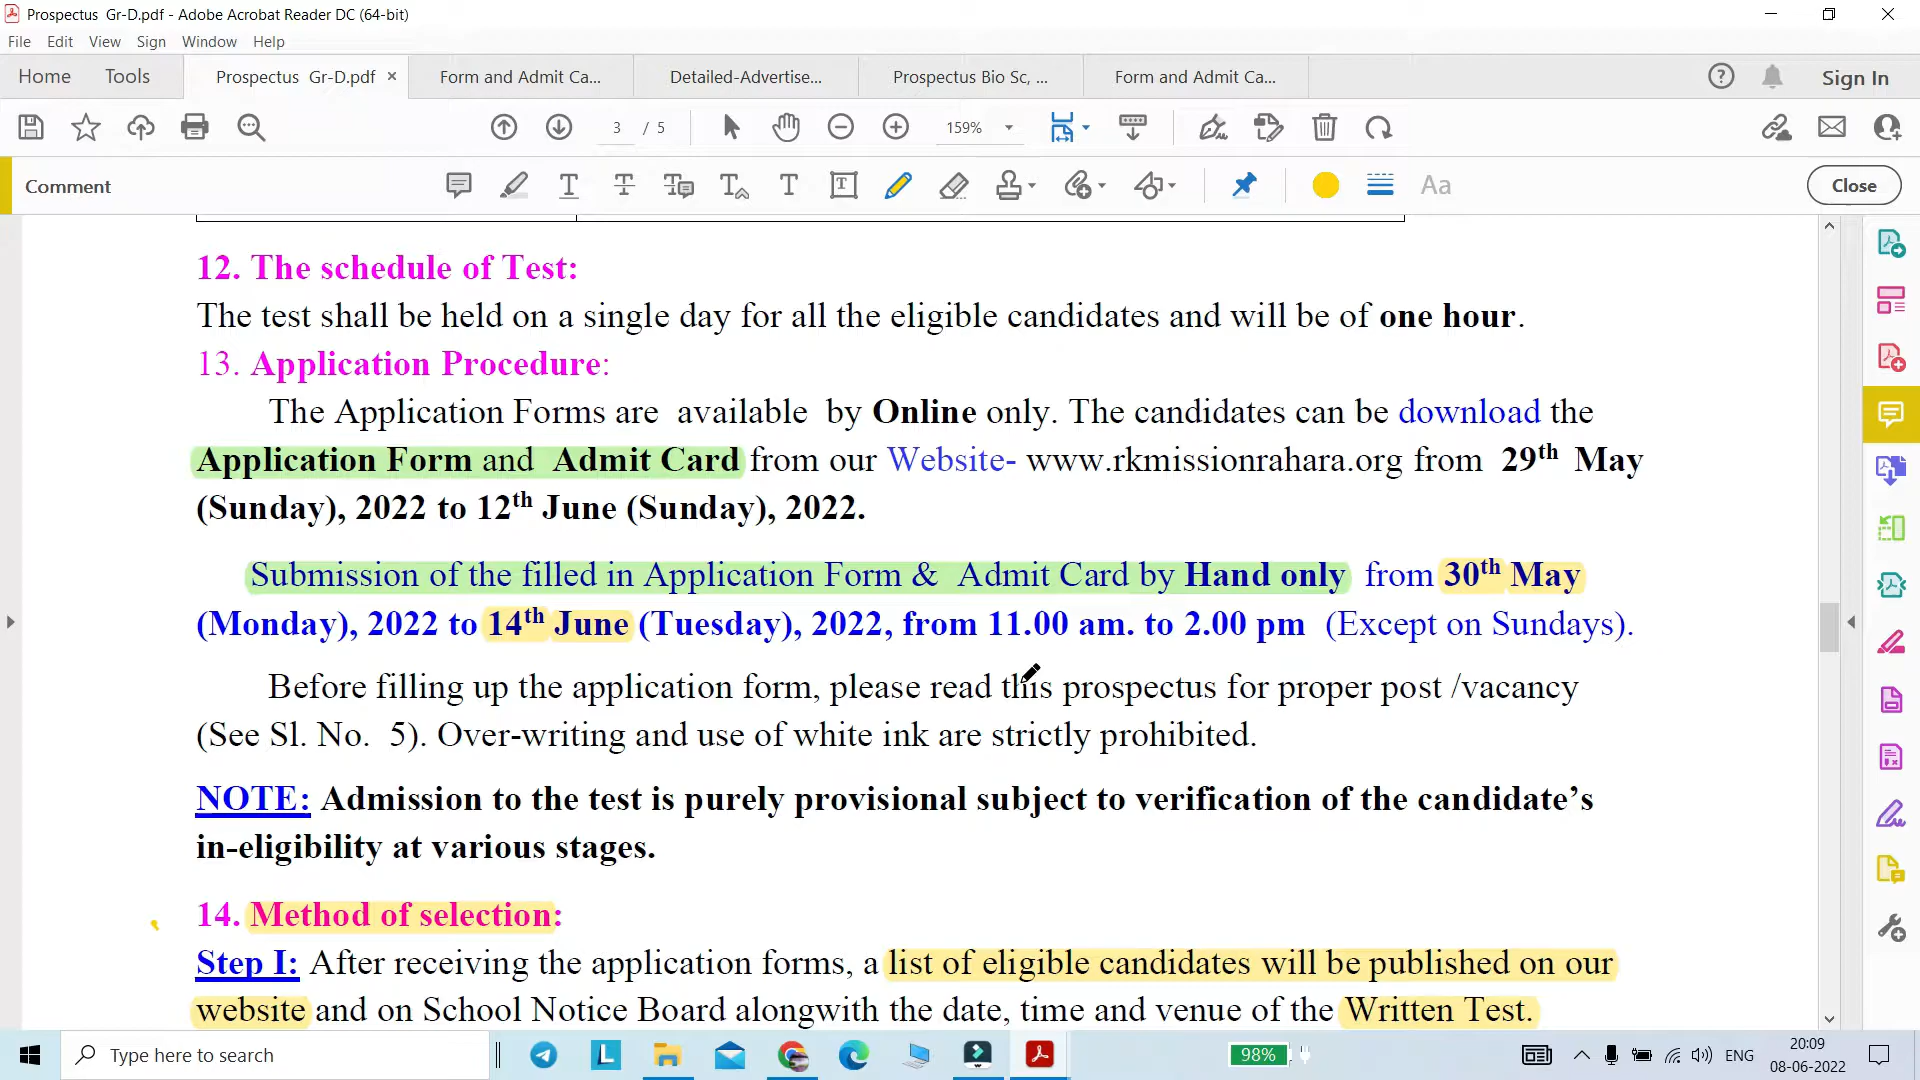 Prospectus Gr-D.pdf - Adobe Acrobat Reader DC (64-bit)
File Edit View Sign Window Help
Home Tools Prospectus Gr-D.pdf × Form and Admit Ca... Detailed-Advertise... Prospectus Bio Sc, ... Form and Admit Ca... Sign In
3 / 5 159%
Comment Aa Close
12. The schedule of Test:
The test shall be held on a single day for all the eligible candidates and will be of one hour.
13. Application Procedure:
The Application Forms are available by Online only. The candidates can be download the
Application Form and Admit Card from our Website- www.rkmissionrahara.org from 29th May
(Sunday), 2022 to 12th June (Sunday), 2022.
Submission of the filled in Application Form & Admit Card by Hand only from 30th May
(Monday), 2022 to 14th June (Tuesday), 2022, from 11.00 am. to 2.00 pm (Except on Sundays).
Before filling up the application form, please read this prospectus for proper post /vacancy
(See Sl. No. 5). Over-writing and use of white ink are strictly prohibited.
NOTE: Admission to the test is purely provisional subject to verification of the candidate's
in-eligibility at various stages.
14. Method of selection:
Step I: After receiving the application forms, a list of eligible candidates will be published on our
website and on School Notice Board alongwith the date, time and venue of the Written Test.
Type here to search 98% ENG 20:09
08-06-2022